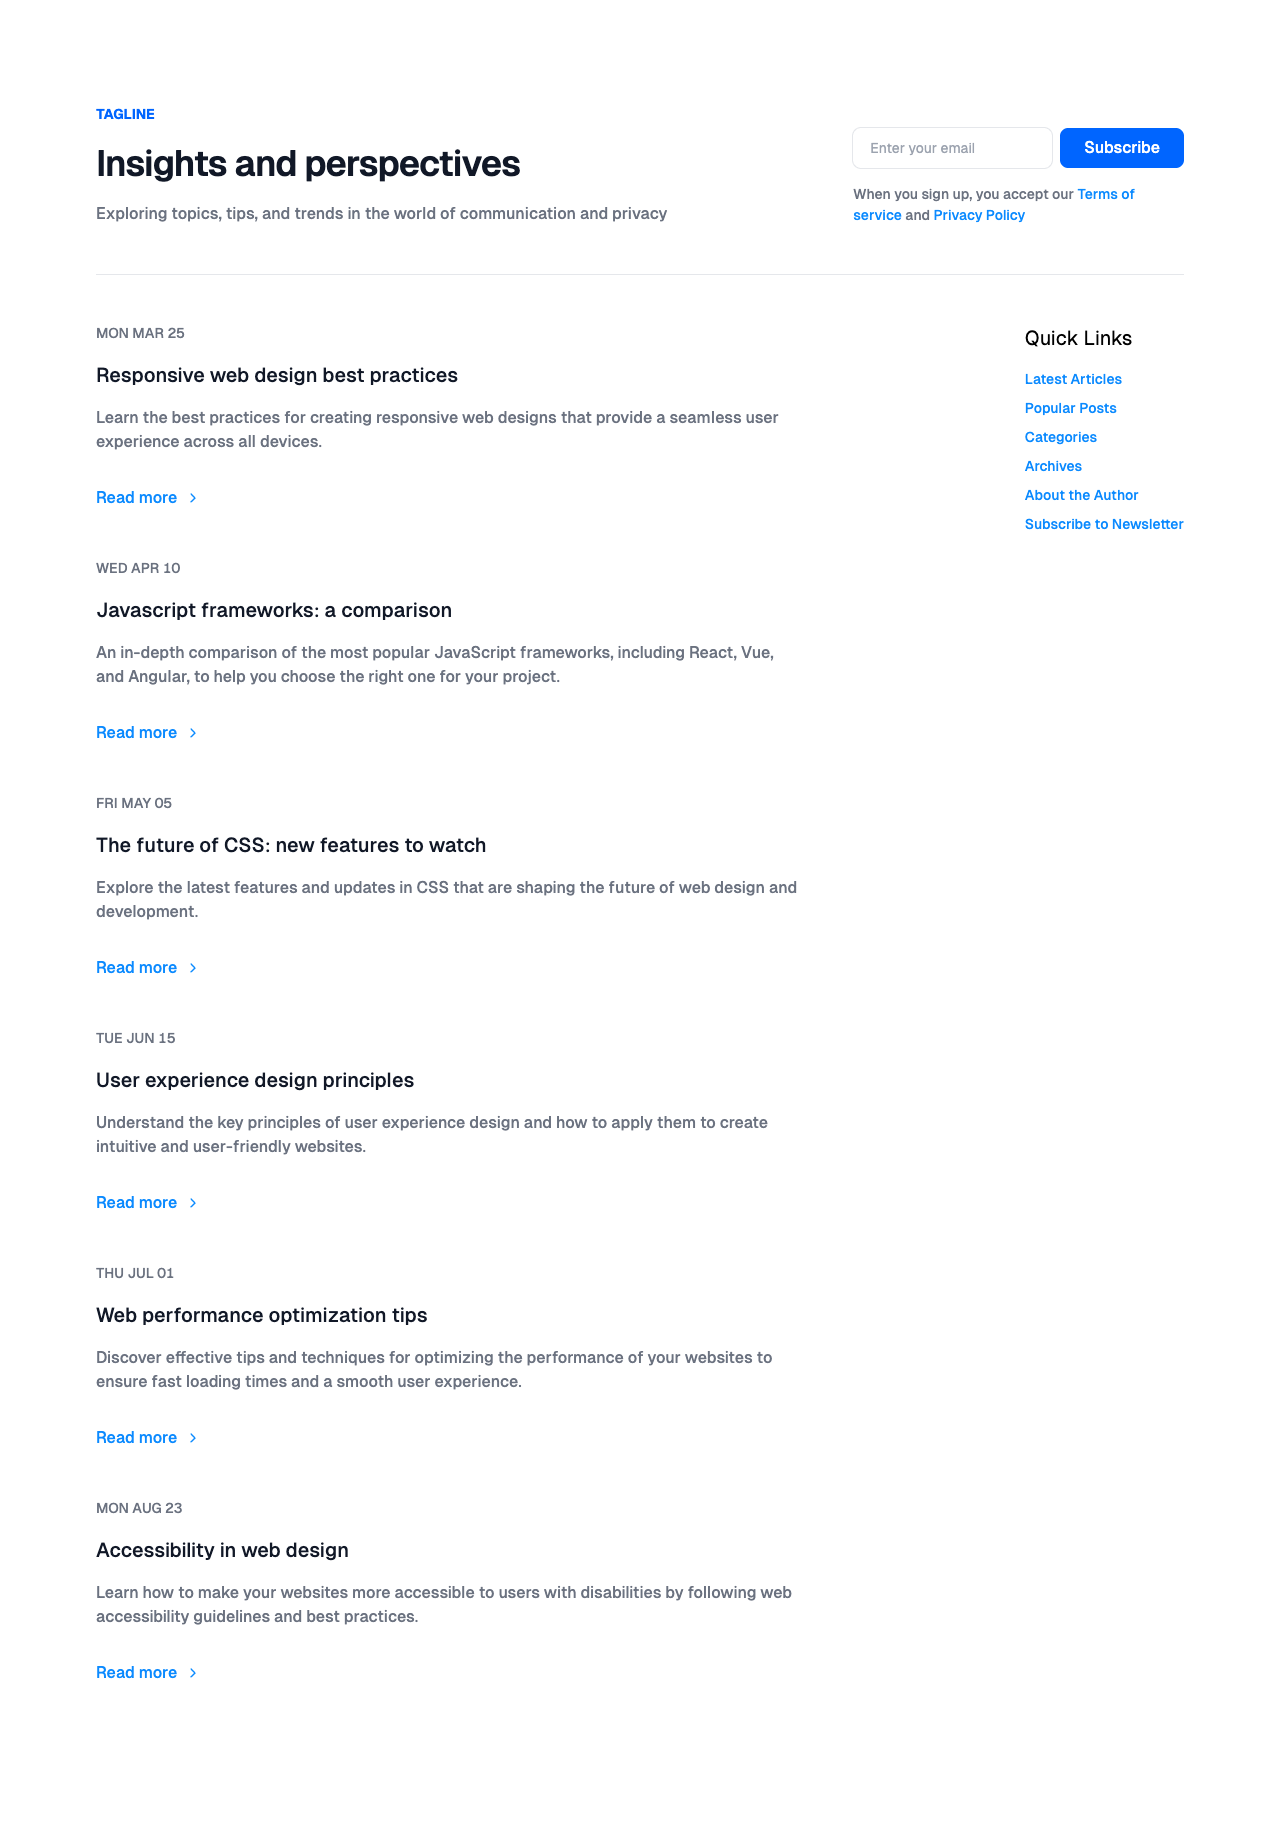 TAGLINE
Insights and perspectives
Exploring topics, tips, and trends in the world of communication and privacy
Enter your email
Subscribe
When you sign up, you accept our Terms of
service and Privacy Policy
MON MAR 25
Responsive web design best practices
Learn the best practices for creating responsive web designs that provide a seamless user
experience across all devices.
Read more
WED APR 10
Javascript frameworks: a comparison
An in-depth comparison of the most popular JavaScript frameworks, including React, Vue,
and Angular, to help you choose the right one for your project.
Read more
FRI MAY 05
The future of CSS: new features to watch
Explore the latest features and updates in CSS that are shaping the future of web design and
development.
Read more
TUE JUN 15
User experience design principles
Understand the key principles of user experience design and how to apply them to create
intuitive and user-friendly websites.
Read more
THU JUL 01
Web performance optimization tips
Discover effective tips and techniques for optimizing the performance of your websites to
ensure fast loading times and a smooth user experience.
Read more
MON AUG 23
Accessibility in web design
Learn how to make your websites more accessible to users with disabilities by following web
accessibility guidelines and best practices.
Read more
Quick Links
Latest Articles
Popular Posts
Categories
Archives
About the Author
Subscribe to Newsletter